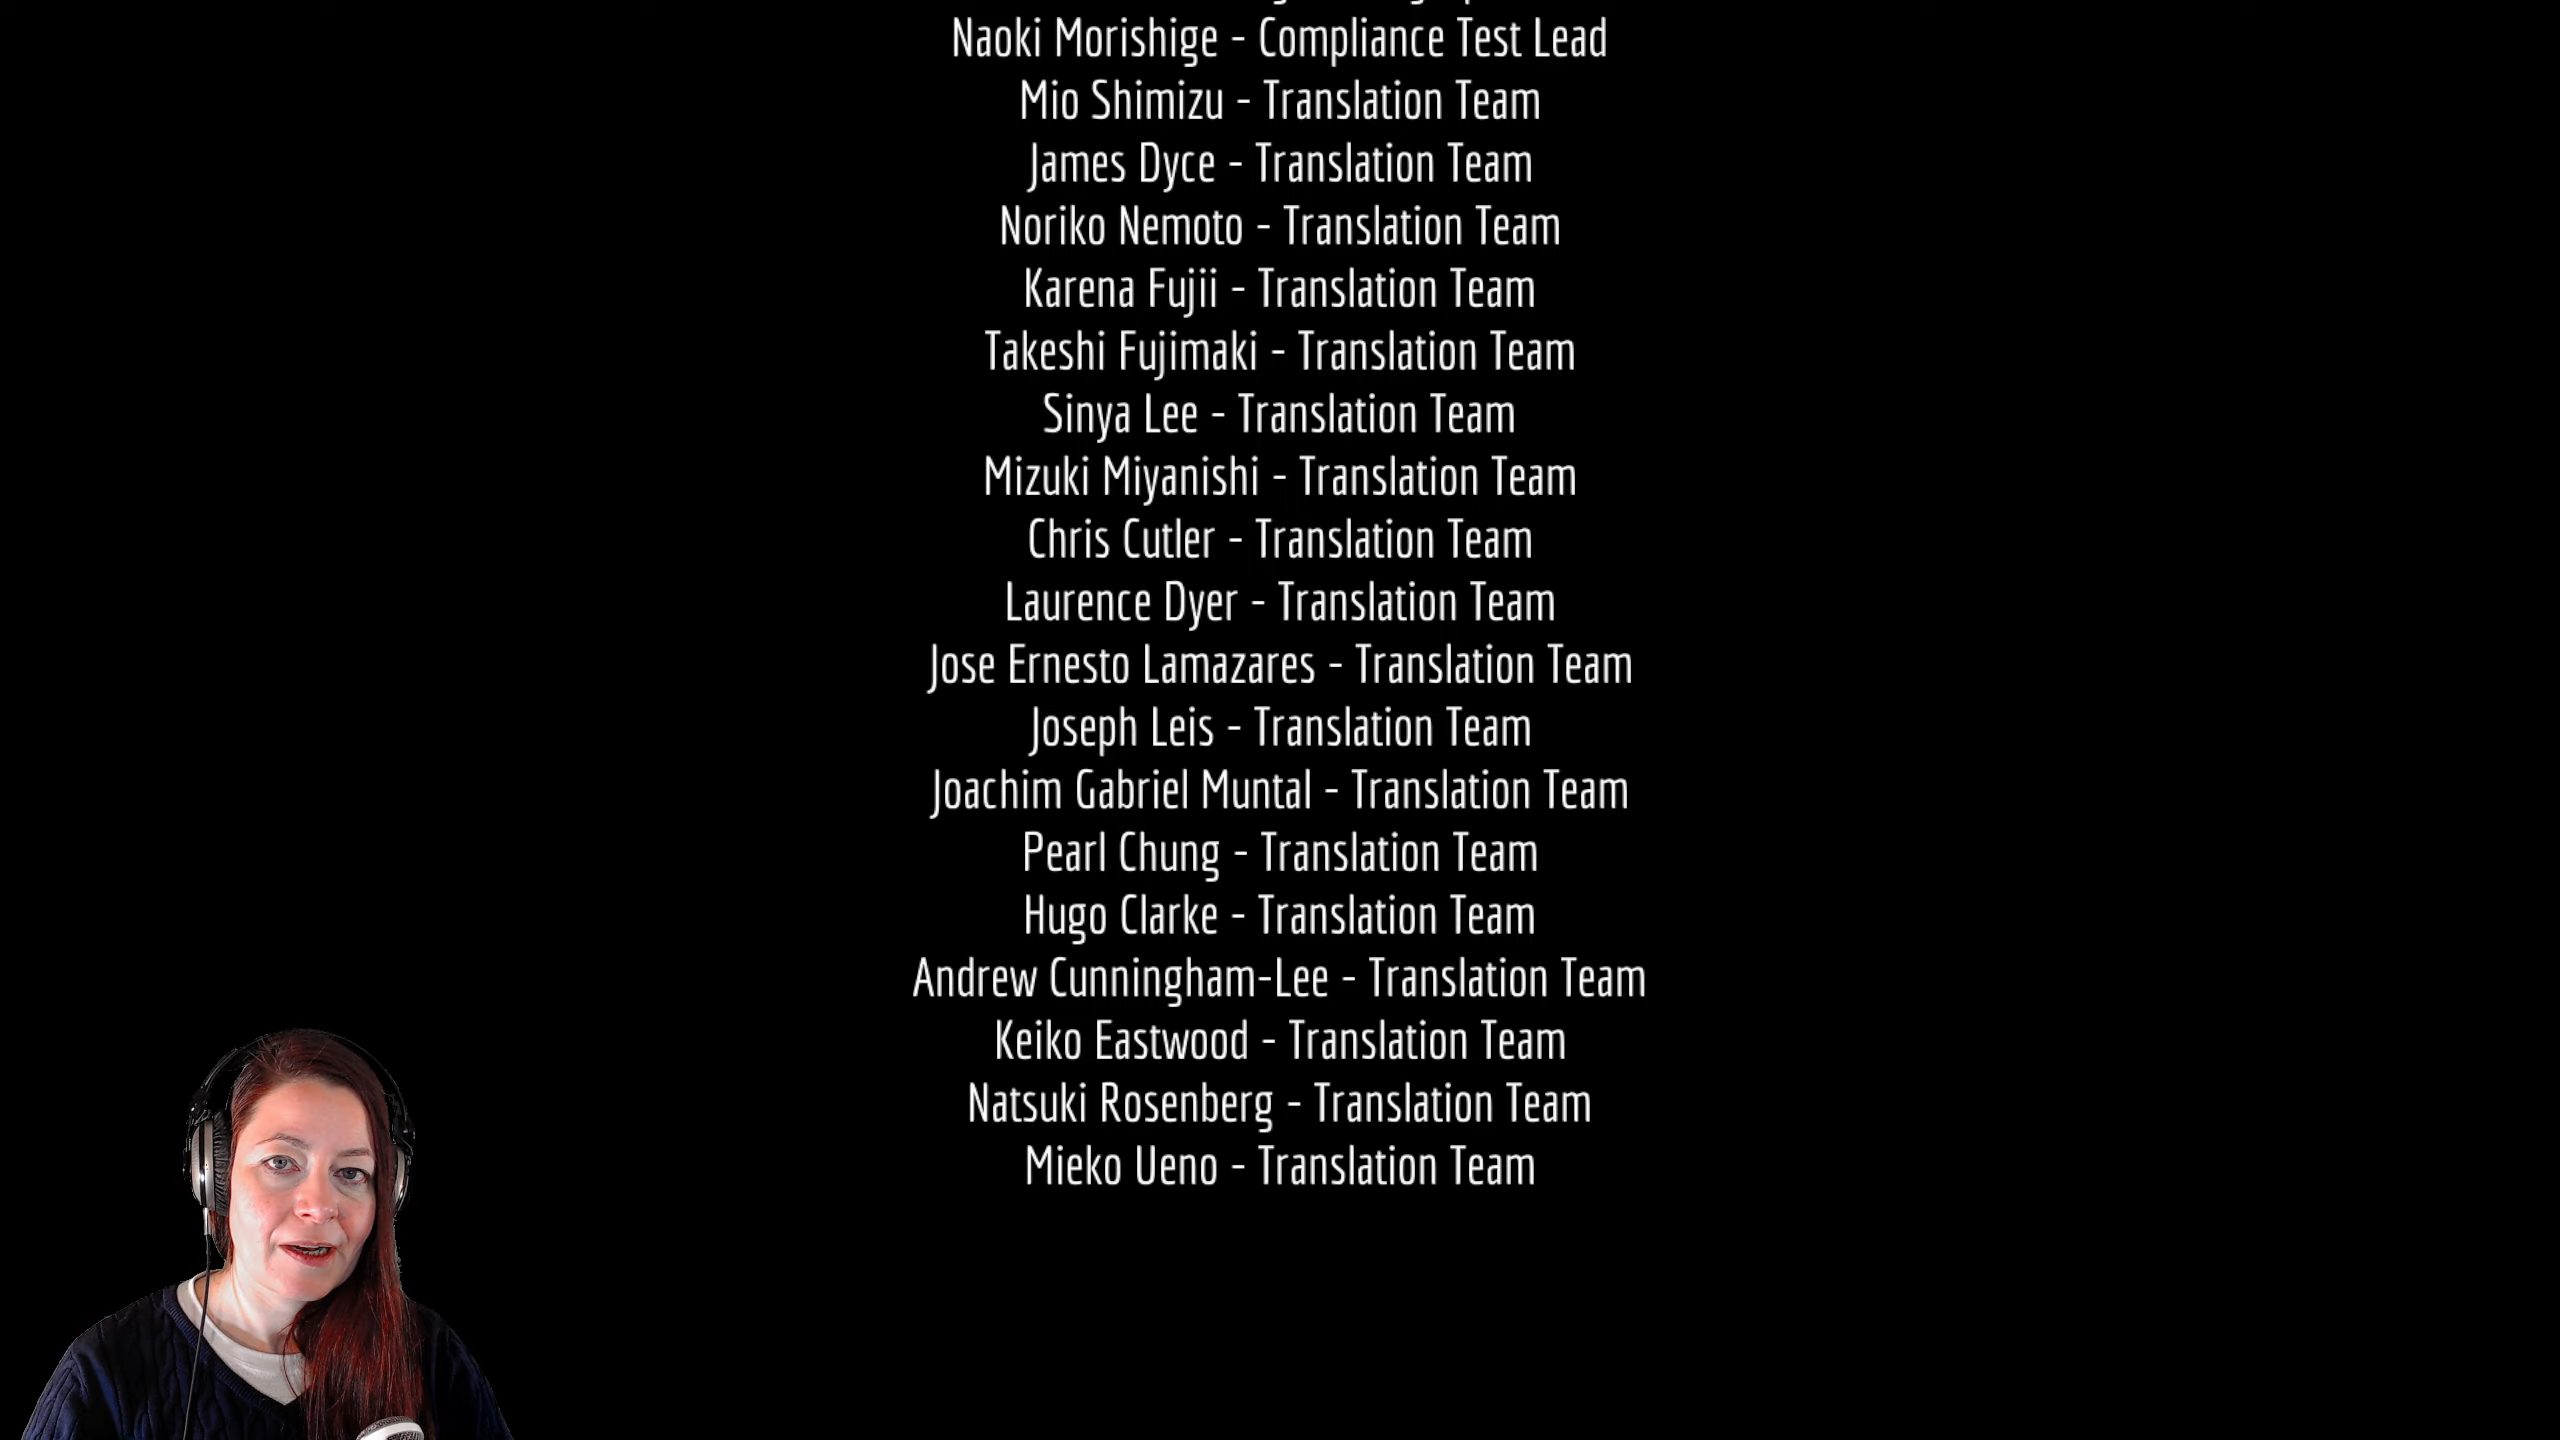 Naoki Morishige - Compliance Test Lead
Mio Shimizu - Translation Team
James Dyce - Translation Team
Noriko Nemoto - Translation Team
Karena Fujii - Translation Team
Takeshi Fujimaki - Translation Team
Sinya Lee - Translation Team
Mizuki Miyanishi - Translation Team
Chris Cutler - Translation Team
Laurence Dyer - Translation Team
Jose Ernesto Lamazares - Translation Team
Joseph Leis - Translation Team
Joachim Gabriel Muntal - Translation Team
Pearl Chung - Translation Team
Hugo Clarke - Translation Team
Andrew Cunningham-Lee - Translation Team
Keiko Eastwood - Translation Team
Natsuki Rosenberg - Translation Team
Mieko Ueno - Translation Team